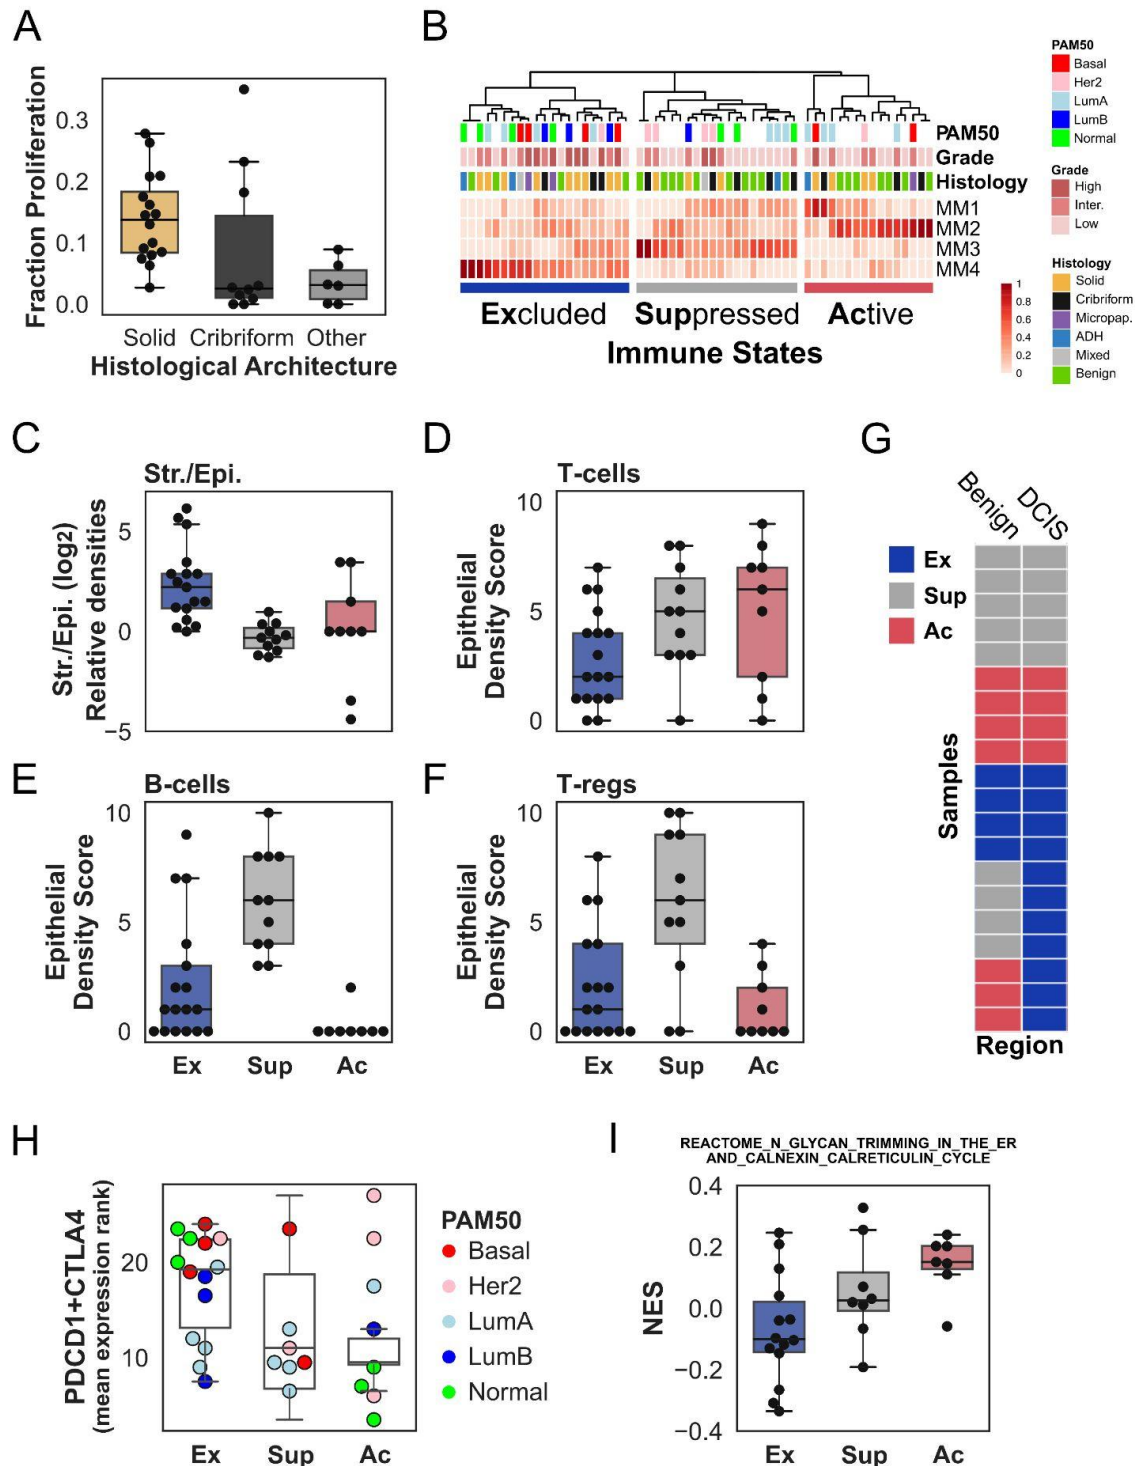 A
Fraction Proliferation
0.3
0.2
0.1
0.0
Solid Cribriform Other
Histological Architecture
B
PAM50
Grade
Histology
MM1
MM2
MM3
MM4
Excluded Suppressed Active
Immune States
1
0.8
0.6
0.4
0.2
0
PAM50
Basal
Her2
LumA
LumB
Normal
Grade
High
Inter.
Low
Histology
Solid
Cribriform
Micropap.
ADH
Mixed
Benign
C
Str./Epi.
Str./Epi. (log2)
Relative densities
5
0
−5
D
T-cells
Epithelial
Density Score
10
5
0
E
B-cells
Epithelial
Density Score
10
5
0
Ex Sup Ac
F
T-regs
Epithelial
Density Score
10
5
0
Ex Sup Ac
G
Benign DCIS
Ex
Sup
Ac
Samples
Region
H
PDCD1+CTLA4
(mean expression rank)
20
10
Ex Sup Ac
PAM50
Basal
Her2
LumA
LumB
Normal
I
REACTOME_N_GLYCAN_TRIMMING_IN_THE_ER
AND_CALNEXIN_CALRETICULIN_CYCLE
NES
0.4
0.2
0.0
−0.2
−0.4
Ex Sup Ac